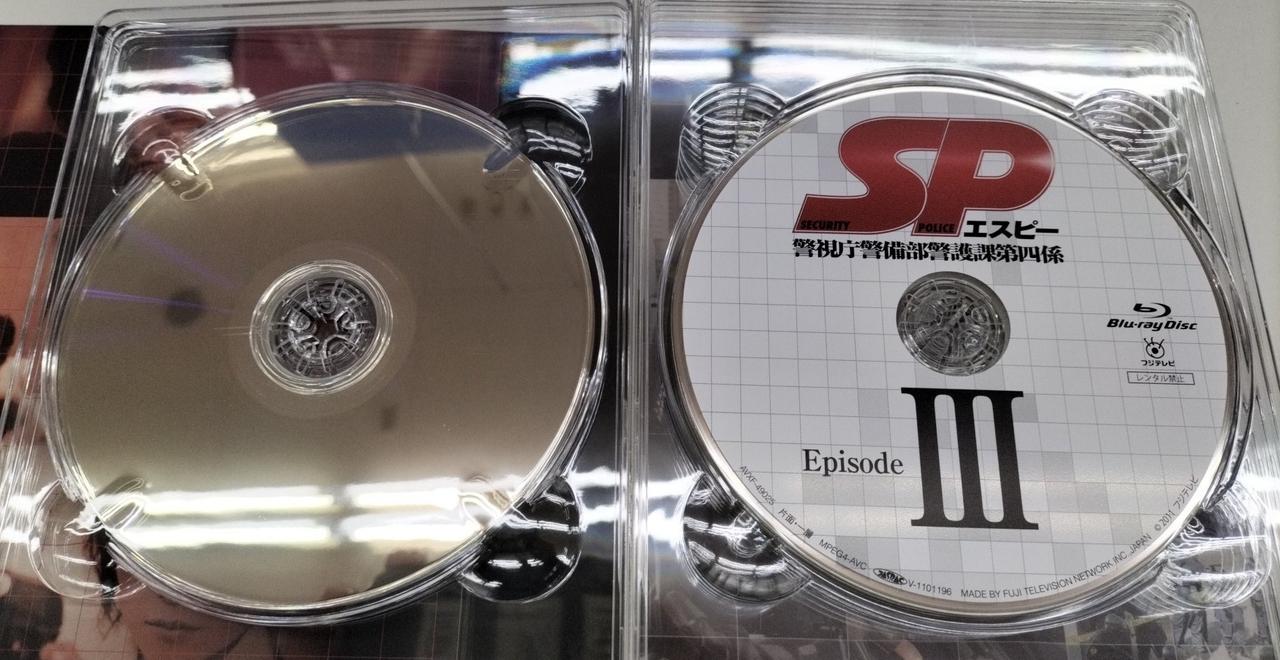 SP
SECURITY POLICE エスピー
警視庁警備部警護課第四係
Blu-ray Disc
フジテレビ
レンタル禁止
Episode III
AVXF-49025 片面・一層 MPEG4-AVC V-1101196 MADE BY FUJI TELEVISION NETWORK INC. JAPAN ©2011 フジテレビ